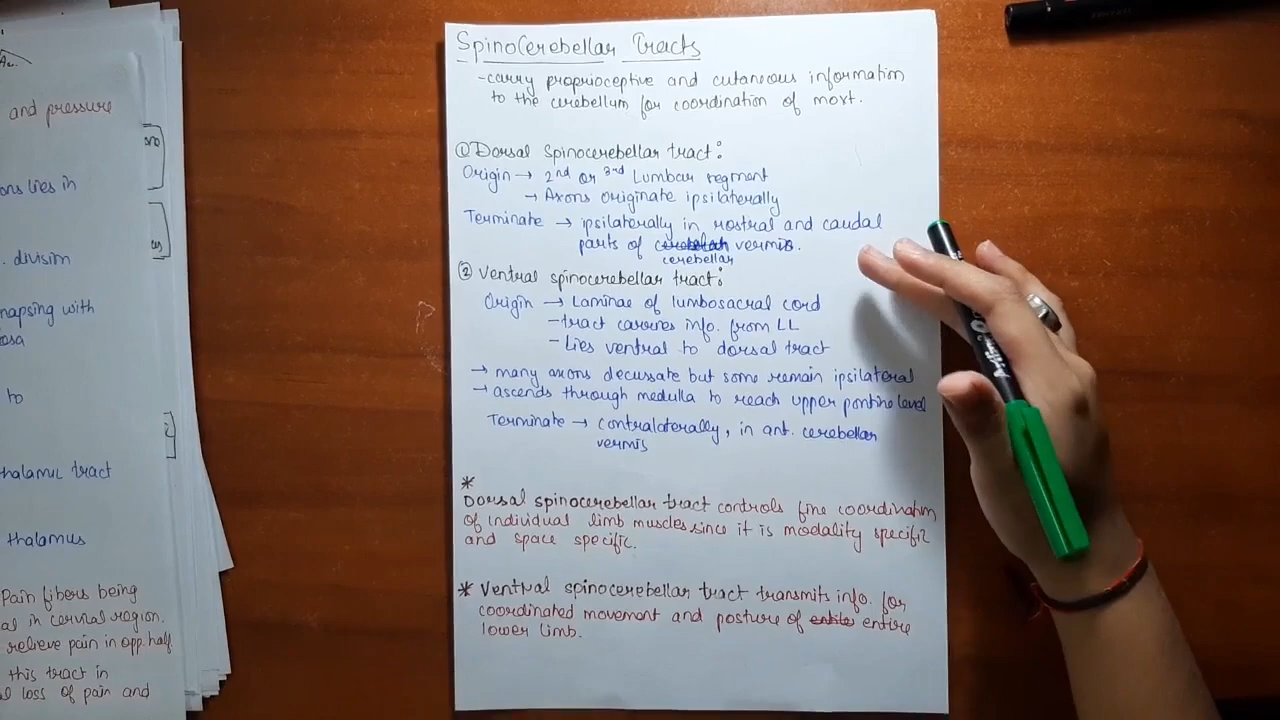 Spinocerebellar Tracts
-carry proprioceptive and cutaneous information
to the cerebellum for coordination of movt.
① Dorsal Spinocerebellar tract:
Origin → 2nd or 3rd Lumbar segment
→ Axons originate ipsilaterally
Terminate → ipsilaterally in rostral and caudal
parts of vermis.
cerebellar
② Ventral spinocerebellar tract:
Origin → Laminae of lumbosacral cord
- tract carries info. from LL
- Lies ventral to dorsal tract
→ many axons decussate but some remain ipsilateral
→ ascends through medulla to reach upper pontine level
Terminate → contralaterally, in ant. cerebellar
vermis
*
Dorsal spinocerebellar tract controls fine coordination
of individual limb muscles since it is modality specific
and space specific.
* Ventral spinocerebellar tract transmits info. for
coordinated movement and posture of entire
lower limb.
and pressure
ons lies in
. division
napsing with
osa
to
halamic tract
thalamus
Pain fibers being
al in cervical region.
relieve pain in opp. half
this tract in
loss of pain and